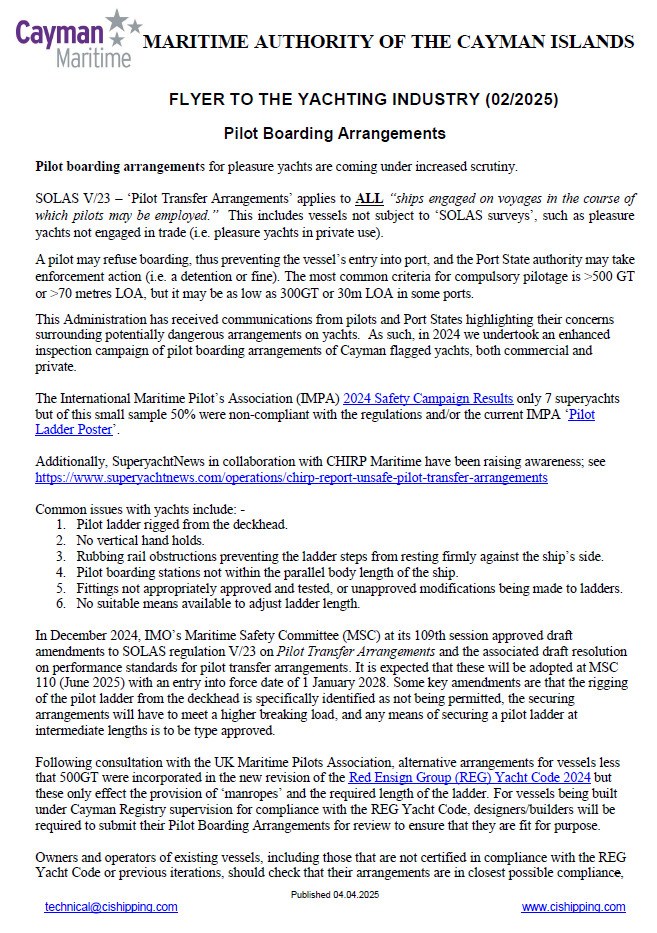 Cayman
Maritime
MARITIME AUTHORITY OF THE CAYMAN ISLANDS
FLYER TO THE YACHTING INDUSTRY (02/2025)
Pilot Boarding Arrangements
Pilot boarding arrangements for pleasure yachts are coming under increased scrutiny.
SOLAS V/23 – ‘Pilot Transfer Arrangements’ applies to ALL “ships engaged on voyages in the course of
which pilots may be employed.” This includes vessels not subject to ‘SOLAS surveys’, such as pleasure
yachts not engaged in trade (i.e. pleasure yachts in private use).
A pilot may refuse boarding, thus preventing the vessel’s entry into port, and the Port State authority may take
enforcement action (i.e. a detention or fine). The most common criteria for compulsory pilotage is >500 GT
or >70 metres LOA, but it may be as low as 300GT or 30m LOA in some ports.
This Administration has received communications from pilots and Port States highlighting their concerns
surrounding potentially dangerous arrangements on yachts. As such, in 2024 we undertook an enhanced
inspection campaign of pilot boarding arrangements of Cayman flagged yachts, both commercial and
private.
The International Maritime Pilot’s Association (IMPA) 2024 Safety Campaign Results only 7 superyachts
but of this small sample 50% were non-compliant with the regulations and/or the current IMPA ‘Pilot
Ladder Poster’.
Additionally, SuperyachtNews in collaboration with CHIRP Maritime have been raising awareness; see
https://www.superyachtnews.com/operations/chirp-report-unsafe-pilot-transfer-arrangements
Common issues with yachts include: -
1. Pilot ladder rigged from the deckhead.
2. No vertical hand holds.
3. Rubbing rail obstructions preventing the ladder steps from resting firmly against the ship’s side.
4. Pilot boarding stations not within the parallel body length of the ship.
5. Fittings not appropriately approved and tested, or unapproved modifications being made to ladders.
6. No suitable means available to adjust ladder length.
In December 2024, IMO’s Maritime Safety Committee (MSC) at its 109th session approved draft
amendments to SOLAS regulation V/23 on Pilot Transfer Arrangements and the associated draft resolution
on performance standards for pilot transfer arrangements. It is expected that these will be adopted at MSC
110 (June 2025) with an entry into force date of 1 January 2028. Some key amendments are that the rigging
of the pilot ladder from the deckhead is specifically identified as not being permitted, the securing
arrangements will have to meet a higher breaking load, and any means of securing a pilot ladder at
intermediate lengths is to be type approved.
Following consultation with the UK Maritime Pilots Association, alternative arrangements for vessels less
that 500GT were incorporated in the new revision of the Red Ensign Group (REG) Yacht Code 2024 but
these only effect the provision of ‘manropes’ and the required length of the ladder. For vessels being built
under Cayman Registry supervision for compliance with the REG Yacht Code, designers/builders will be
required to submit their Pilot Boarding Arrangements for review to ensure that they are fit for purpose.
Owners and operators of existing vessels, including those that are not certified in compliance with the REG
Yacht Code or previous iterations, should check that their arrangements are in closest possible compliance,
Published 04.04.2025
technical@cishipping.com www.cishipping.com